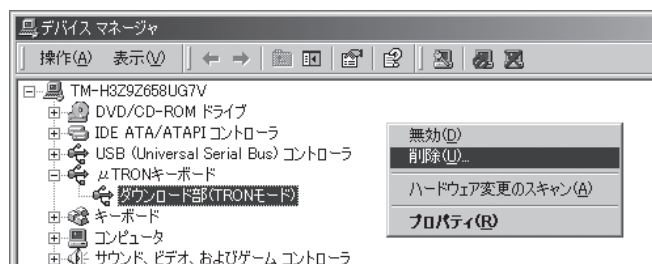 デバイス マネージャ
操作(A) 表示(V)
TM-H3Z9Z658UG7V
DVD/CD-ROM ドライブ
IDE ATA/ATAPI コントローラ
USB (Universal Serial Bus) コントローラ
μTRONキーボード
ダウンロード部(TRONモード)
キーボード
コンピュータ
サウンド、ビデオ、およびゲーム コントローラ
無効(D)
削除(U)...
ハードウェア変更のスキャン(A)
プロパティ(R)